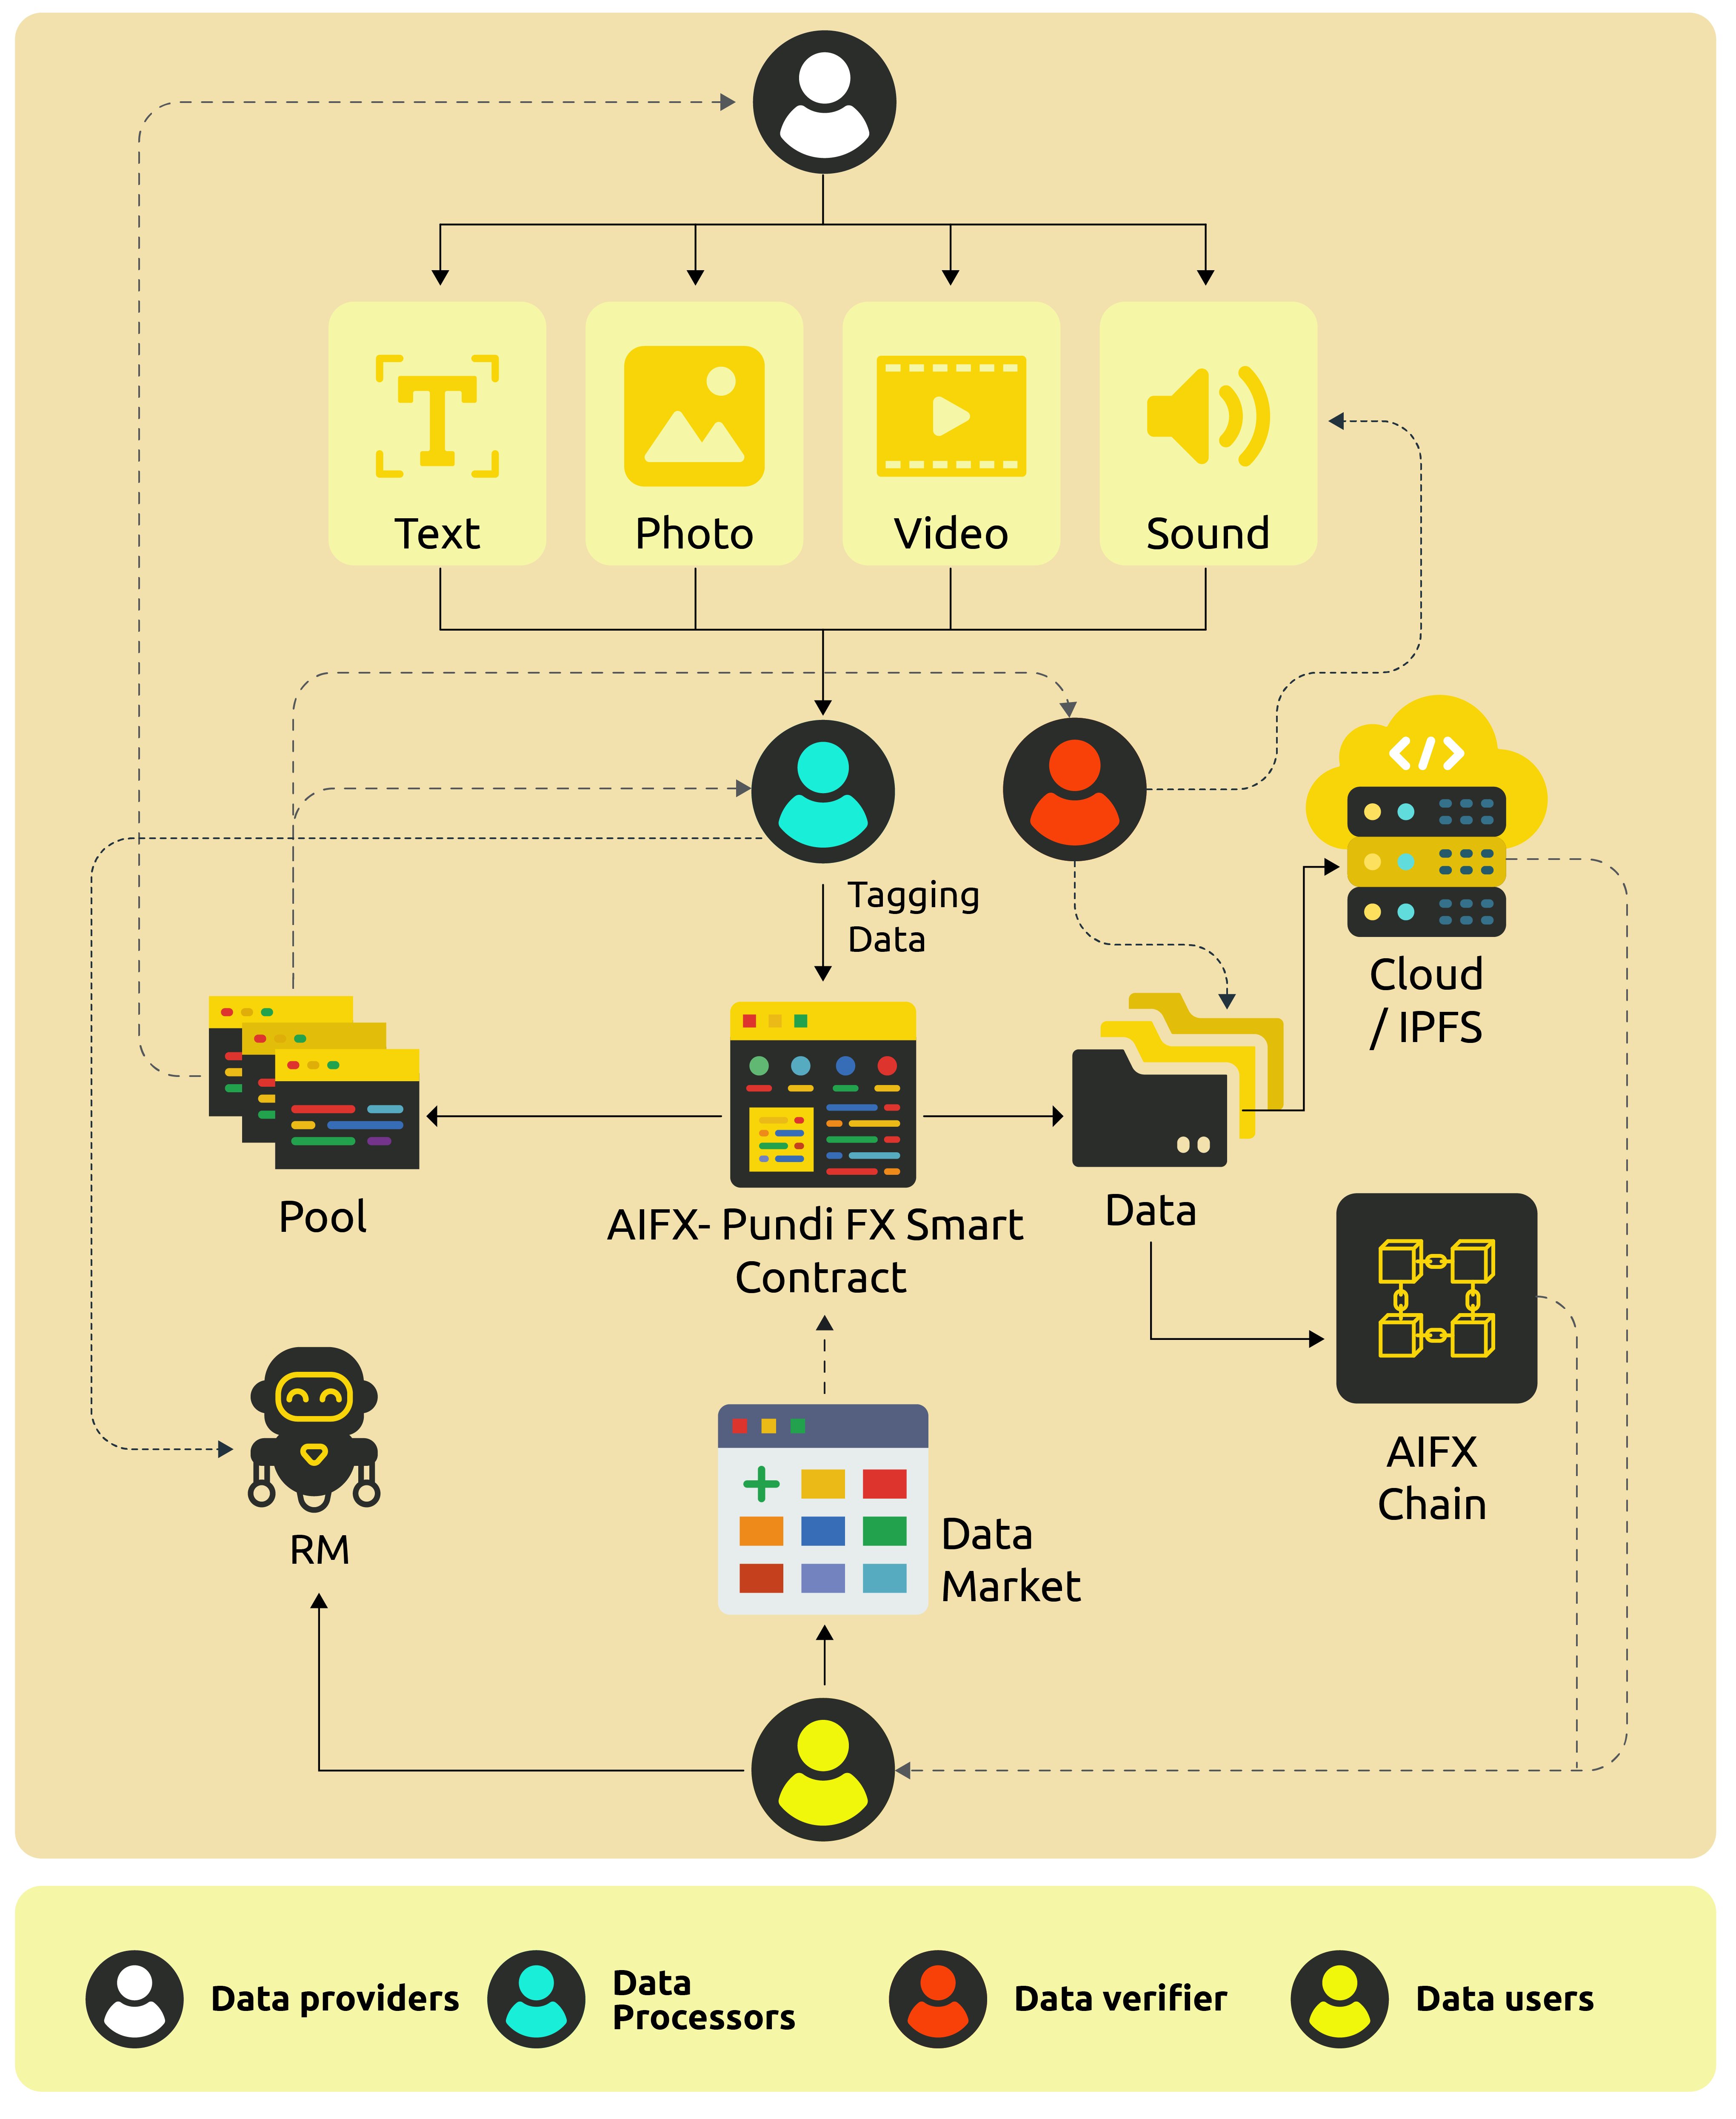 Text
Photo
Video
Sound
Tagging
Data
Cloud
/ IPFS
Pool
AIFX- Pundi FX Smart
Contract
Data
AIFX
Chain
RM
Data
Market
Data providers
Data
Processors
Data verifier
Data users